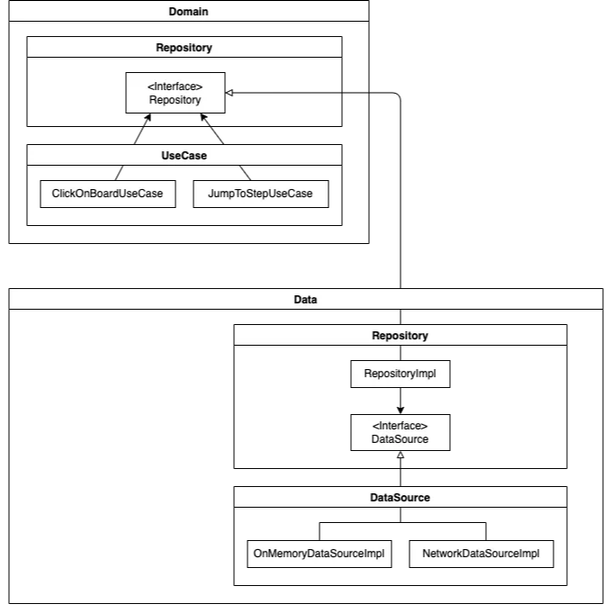 Domain
Repository
<Interface>
Repository
UseCase
ClickOnBoardUseCase
JumpToStepUseCase
Data
Repository
RepositoryImpl
<Interface>
DataSource
DataSource
OnMemoryDataSourceImpl
NetworkDataSourceImpl